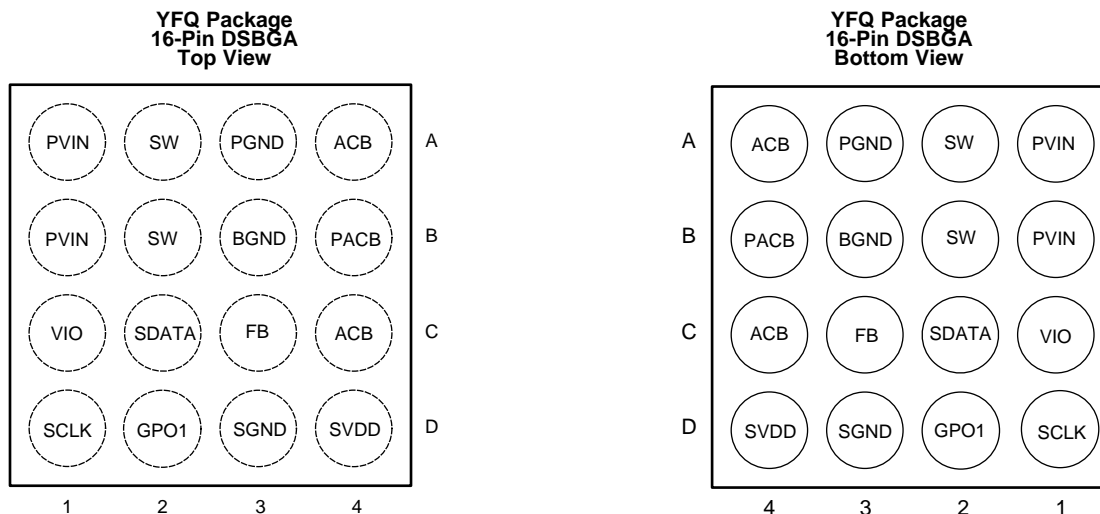 YFQ Package
16-Pin DSBGA
Top View
PVIN SW PGND ACB A
PVIN SW BGND PACB B
VIO SDATA FB ACB C
SCLK GPO1 SGND SVDD D
1 2 3 4
YFQ Package
16-Pin DSBGA
Bottom View
A ACB PGND SW PVIN
B PACB BGND SW PVIN
C ACB FB SDATA VIO
D SVDD SGND GPO1 SCLK
4 3 2 1